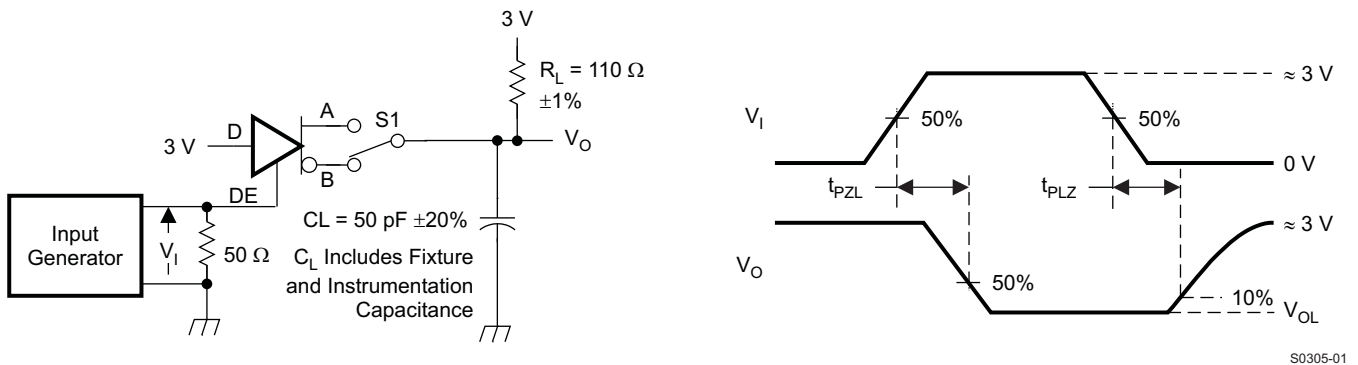 3 V
R_L = 110 Ω
±1%
A
S1
D
3 V
V_O
B
DE
Input
Generator
V_I
50 Ω
CL = 50 pF ±20%
C_L Includes Fixture
and Instrumentation
Capacitance
≈ 3 V
V_I
50%
50%
0 V
t_PZL
t_PLZ
≈ 3 V
V_O
50%
10%
V_OL
S0305-01